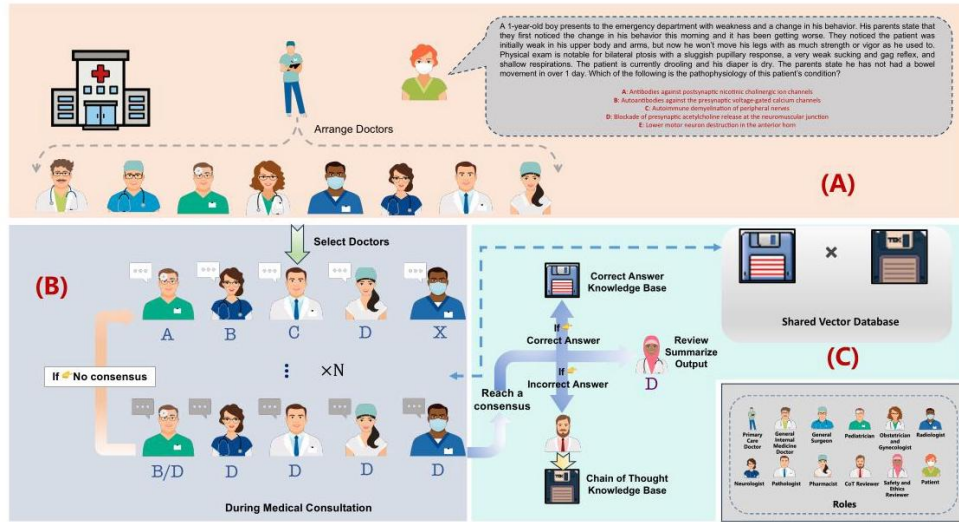 A 1-year-old boy presents to the emergency department with weakness and a change in his behavior. His parents state that
they first noticed the change in his behavior this morning and it has been getting worse. They noticed the patient was
initially weak in his upper body and arms, but now he won't move his legs with as much strength or vigor as he used to.
Physical exam is notable for bilateral ptosis with a sluggish pupillary response, a very weak sucking and gag reflex, and
shallow respirations. The patient is currently drooling and his diaper is dry. The parents state he has not had a bowel
movement in over 1 day. Which of the following is the pathophysiology of this patient's condition?
A: Antibodies against postsynaptic nicotinic cholinergic ion channels
B: Autoantibodies against the presynaptic voltage-gated calcium channels
C: Autoimmune demyelination of peripheral nerves
D: Blockade of presynaptic acetylcholine release at the neuromuscular junction
E: Lower motor neuron destruction in the anterior horn
Arrange Doctors
(A)
Select Doctors
(B)
A B C D X
If No consensus
×N
B/D D D D D
During Medical Consultation
Reach a
consensus
Correct Answer
Knowledge Base
If
Correct Answer
If
Incorrect Answer
Review
Summarize
Output
D
Chain of Thought
Knowledge Base
×
Shared Vector Database
(C)
Primary
Care
Doctor
General
Internal
Medicine
Doctor
General
Surgeon
Pediatrician
Obstetrician
and
Gynecologist
Radiologist
Neurologist
Pathologist
Pharmacist
CoT Reviewer
Safety and
Ethics
Reviewer
Patient
Roles